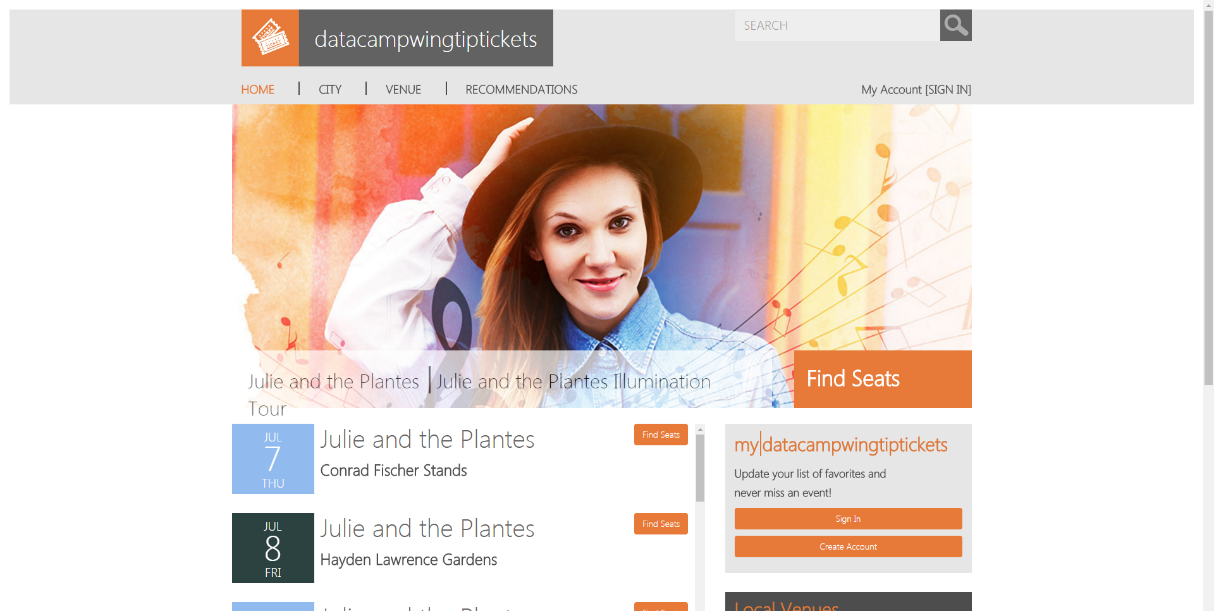 datacampwingtiptickets
SEARCH
HOME | CITY | VENUE | RECOMMENDATIONS
My Account [SIGN IN]
Julie and the Plantes | Julie and the Plantes Illumination
Tour
Find Seats
JUL
7
THU
Julie and the Plantes
Conrad Fischer Stands
Find Seats
JUL
8
FRI
Julie and the Plantes
Hayden Lawrence Gardens
Find Seats
my|datacampwingtiptickets
Update your list of favorites and
never miss an event!
Sign In
Create Account
Local Venues